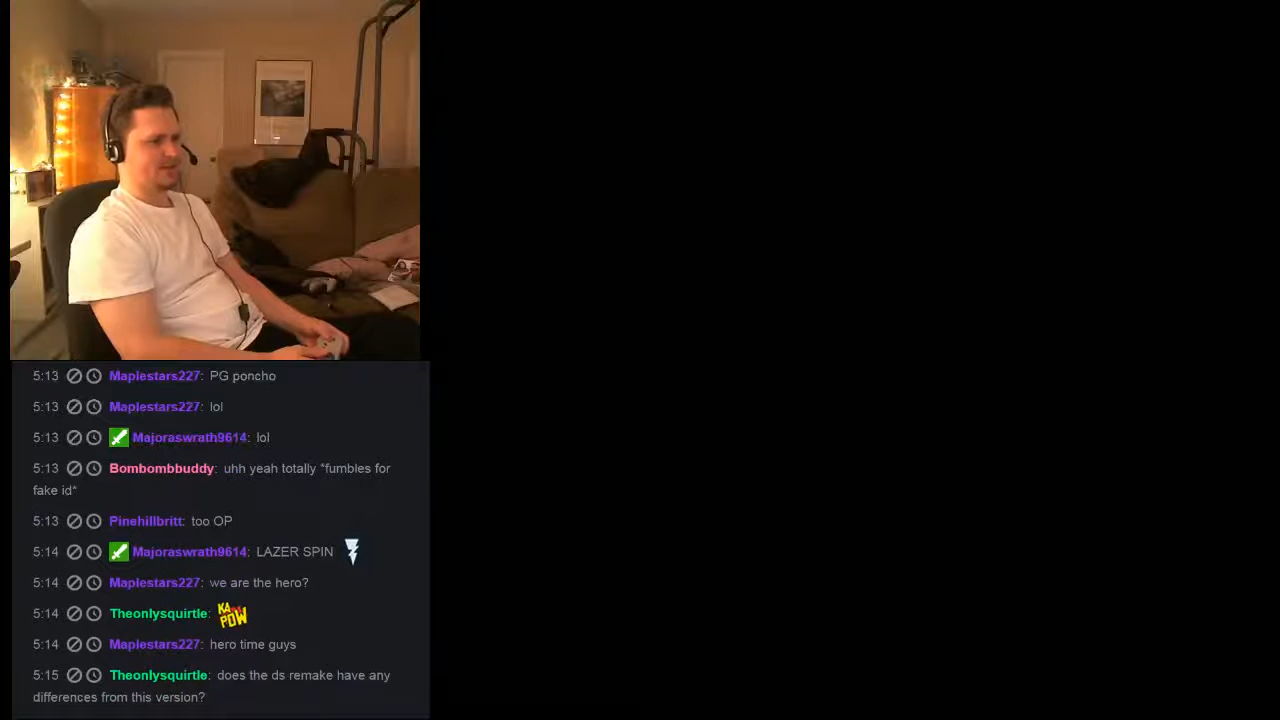 5:13 Maplestars227: PG poncho
5:13 Maplestars227: lol
5:13 Majoraswrath9614: lol
5:13 Bombombbuddy: uhh yeah totally *fumbles for
fake id*
5:13 Pinehillbritt: too OP
5:14 Majoraswrath9614: LAZER SPIN
5:14 Maplestars227: we are the hero?
5:14 Theonlysquirtle: KA POW
5:14 Maplestars227: hero time guys
5:15 Theonlysquirtle: does the ds remake have any
differences from this version?